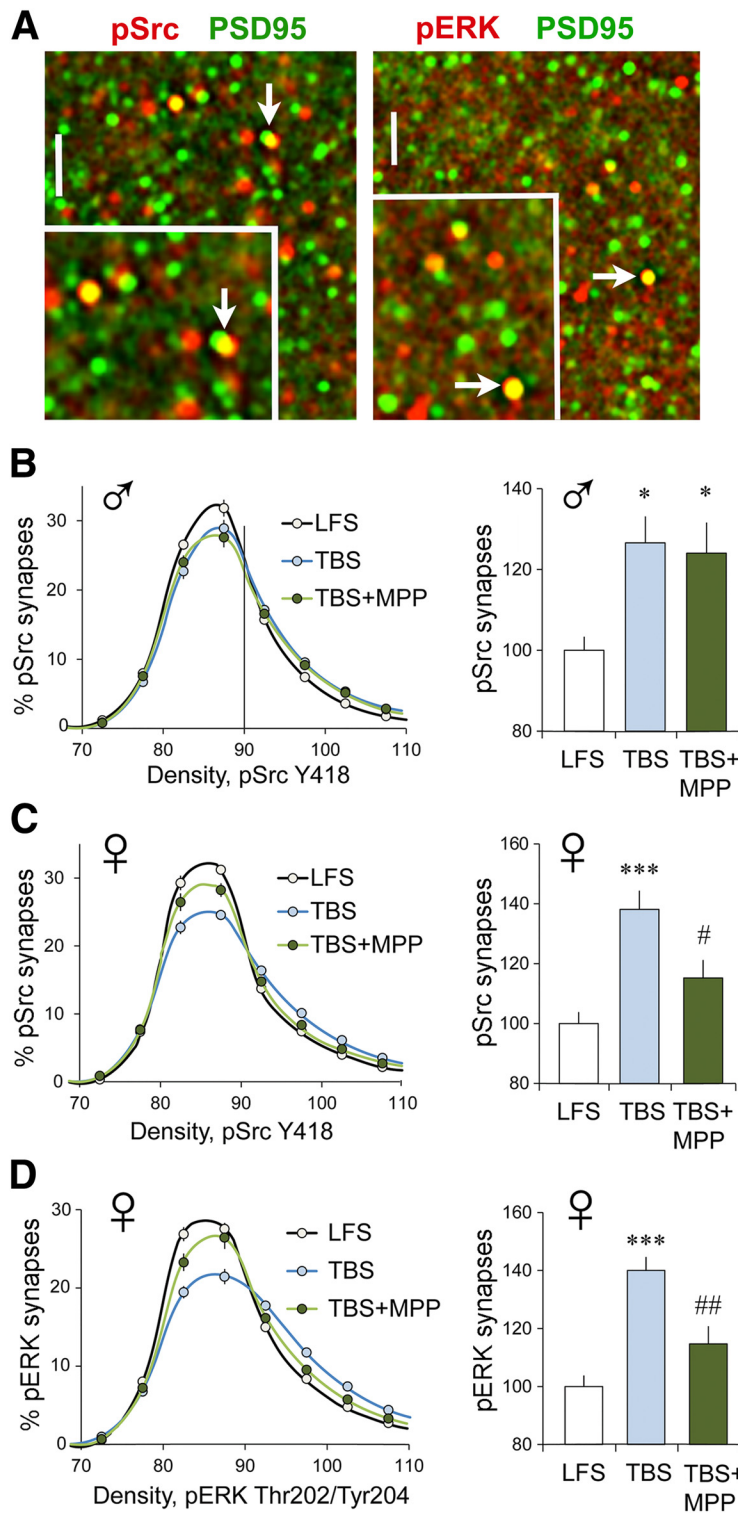 A
pSrc PSD95
pERK PSD95
B
♂
LFS
TBS
TBS+MPP
% pSrc synapses
30
20
10
0
70 80 90 100 110
Density, pSrc Y418
♂
pSrc synapses
140
120
100
80
* *
LFS TBS TBS+
MPP
C
♀
LFS
TBS
TBS+MPP
% pSrc synapses
30
20
10
0
70 80 90 100 110
Density, pSrc Y418
♀
pSrc synapses
160
140
120
100
80
***
#
LFS TBS TBS+
MPP
D
♀
LFS
TBS
TBS+MPP
% pERK synapses
30
20
10
0
70 80 90 100 110
Density, pERK Thr202/Tyr204
♀
pERK synapses
160
140
120
100
80
***
##
LFS TBS TBS+
MPP